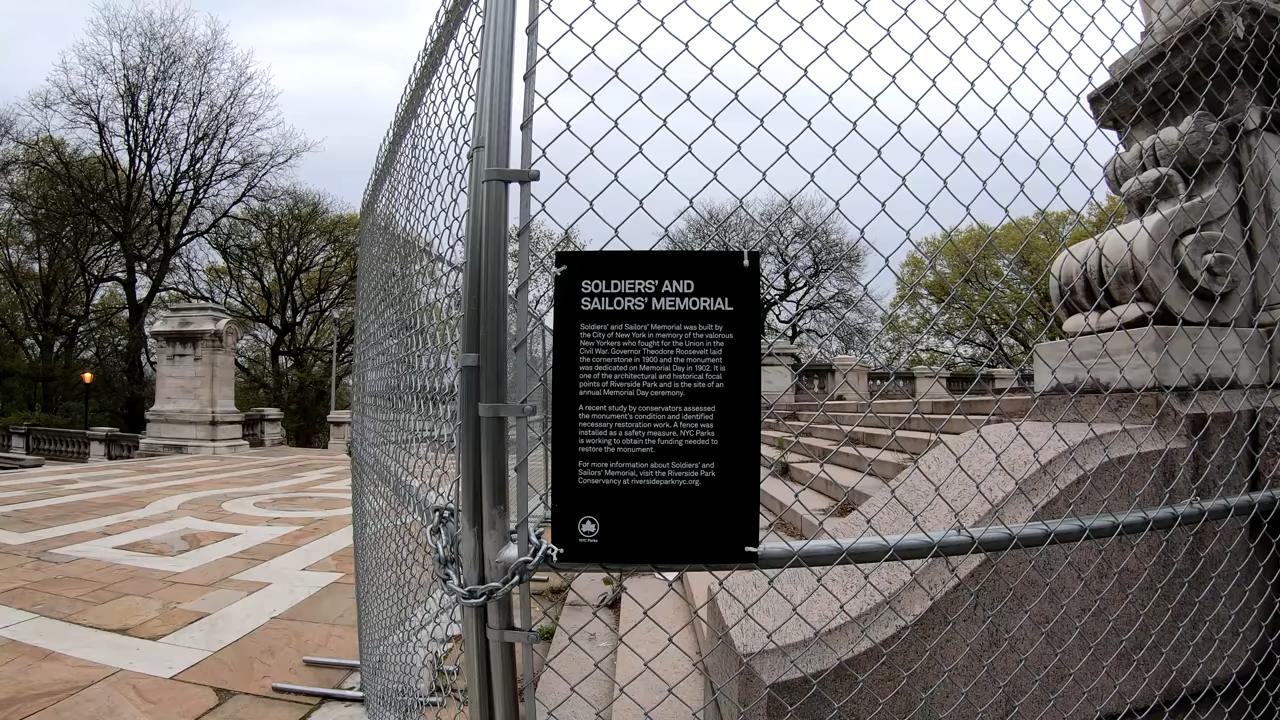 SOLDIERS' AND
SAILORS' MEMORIAL
Soldiers' and Sailors' Memorial was built by
the City of New York in memory of the valorous
New Yorkers who fought for the Union in the
Civil War. Governor Theodore Roosevelt laid
the cornerstone in 1900 and the monument
was dedicated on Memorial Day in 1902. It is
one of the architectural and historical focal
points of Riverside Park and is the site of an
annual Memorial Day ceremony.
A recent study by conservators assessed
the monument's condition and identified
necessary restoration work. A fence was
installed as a safety measure. NYC Parks
is working to obtain the funding needed to
restore the monument.
For more information about Soldiers' and
Sailors' Memorial, visit the Riverside Park
Conservancy at riversideparknyc.org.
NYC Parks